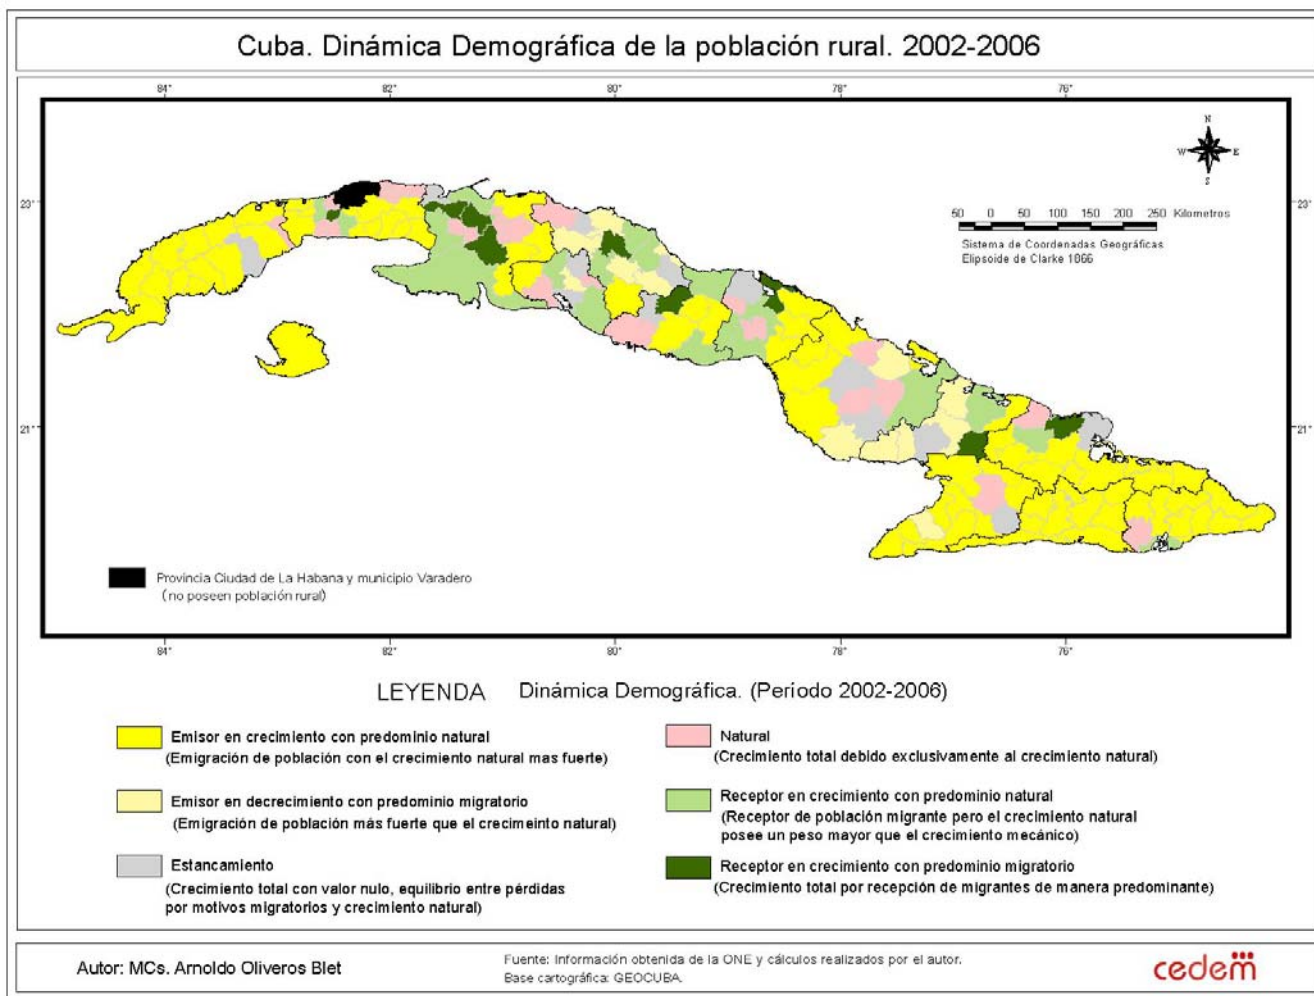 Cuba. Dinámica Demográfica de la población rural. 2002-2006
84° 82° 80° 78° 76°
N
W E
S
23° 23°
50 0 50 100 150 200 250 Kilometros
Sistema de Coordenadas Geográficas
Elipsoide de Clarke 1866
21° 21°
Provincia Ciudad de La Habana y municipio Varadero
(no poseen población rural)
84° 82° 80° 78° 76°
LEYENDA Dinámica Demográfica. (Período 2002-2006)
Emisor en crecimiento con predominio natural
(Emigración de población con el crecimiento natural mas fuerte)
Emisor en decrecimiento con predominio migratorio
(Emigración de población más fuerte que el crecimeinto natural)
Estancamiento
(Crecimiento total con valor nulo, equilibrio entre pérdidas
por motivos migratorios y crecimiento natural)
Natural
(Crecimiento total debido exclusivamente al crecimiento natural)
Receptor en crecimiento con predominio natural
(Receptor de población migrante pero el crecimiento natural
posee un peso mayor que el crecimiento mecánico)
Receptor en crecimiento con predominio migratorio
(Crecimiento total por recepción de migrantes de manera predominante)
Autor: MCs. Arnoldo Oliveros Blet
Fuente: Información obtenida de la ONE y cálculos realizados por el autor.
Base cartográfica: GEOCUBA.
cedem